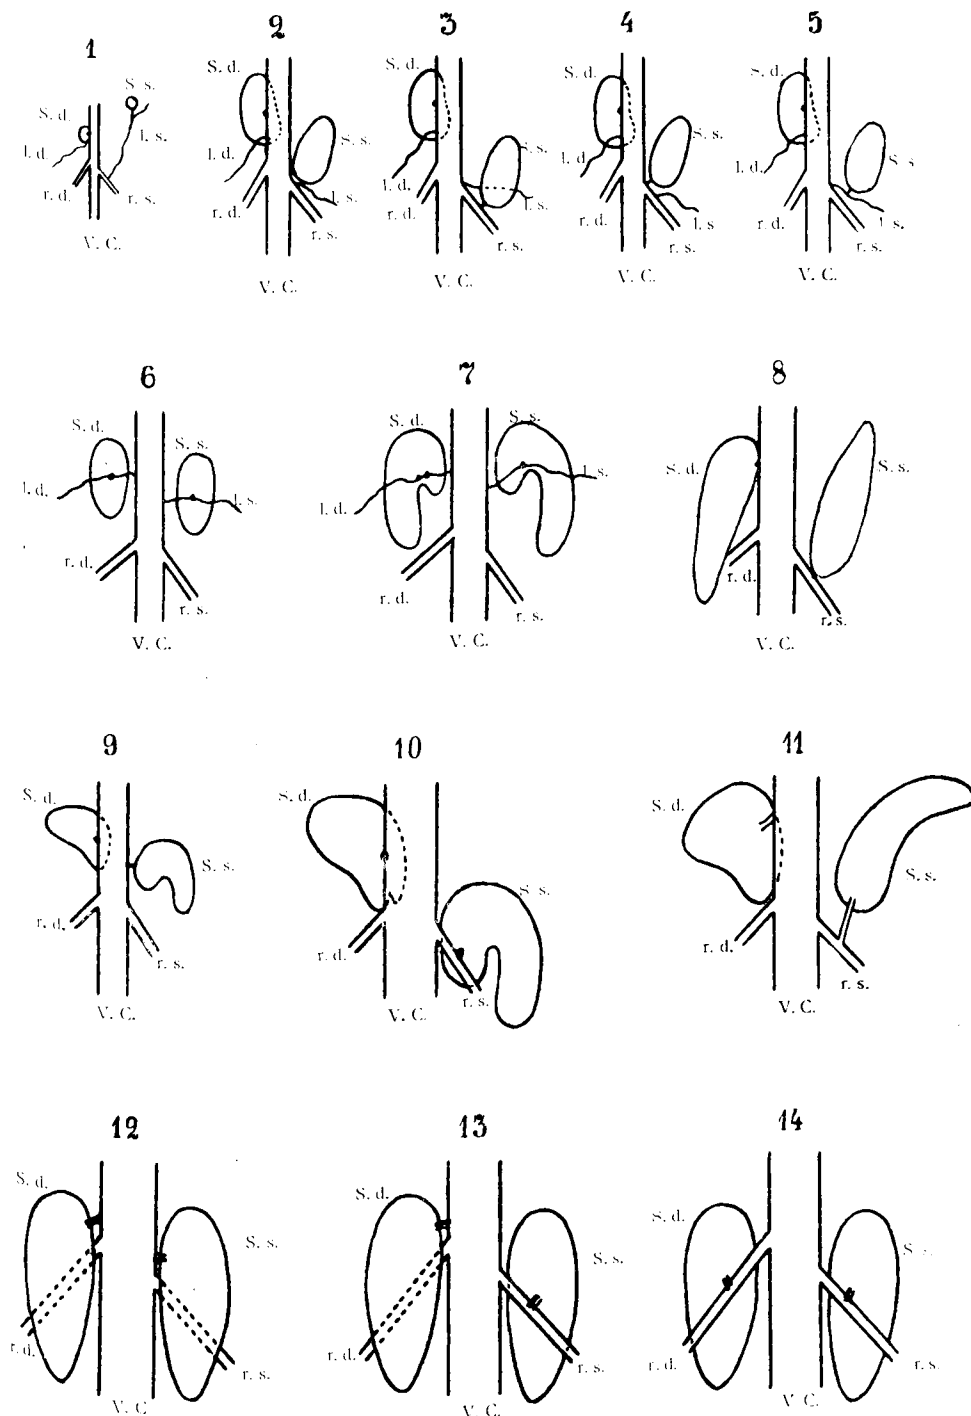 1
S. d.
S s.
l. d.
l. s.
r. d.
r. s.
V. C.
2
S. d.
S. s.
l. d.
l. s.
r. d.
r. s.
V. C.
3
S. d.
S. s.
l. d.
l. s.
r. d.
r. s.
V. C.
4
S. d.
S. s.
l. d.
l. s
r. d.
r. s.
V. C.
5
S. d.
S s
l. d.
l. s.
r. d.
r. s.
V. C.
6
S. d.
S. s.
l. d.
l. s.
r. d.
r. s.
V. C.
7
S. d.
S. s.
l. d.
l. s.
r. d.
r. s.
V. C.
8
S. d.
S. s.
r. d.
r. s.
V. C.
9
S. d.
S. s.
r. d.
r. s.
V. C.
10
S. d.
S s.
r. d.
r. s.
V. C.
11
S. d.
S. s.
r. d.
r. s.
V. C.
12
S. d.
S. s.
r. d.
r. s.
V. C
13
S. d.
S. s.
r. d.
r. s.
V. C.
14
S. d.
S. s.
r. d.
r. s.
V. C.